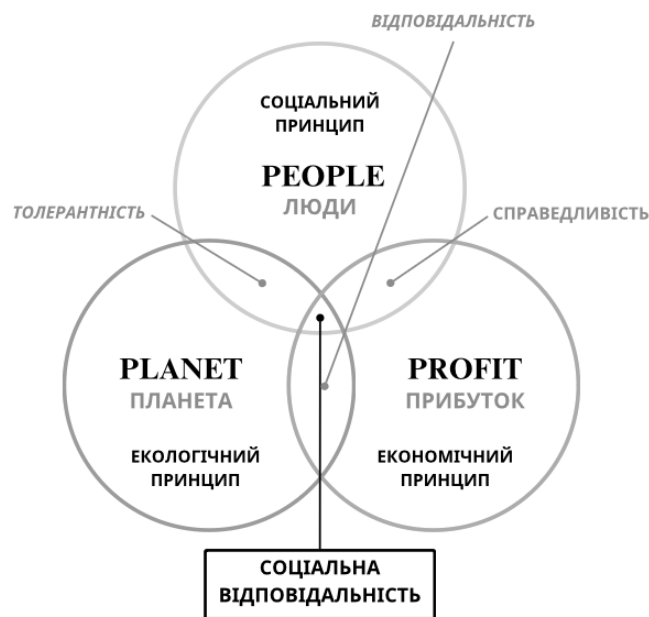 ВІДПОВІДАЛЬНІСТЬ
СОЦІАЛЬНИЙ
ПРИНЦИП
PEOPLE
ЛЮДИ
ТОЛЕРАНТНІСТЬ
СПРАВЕДЛИВІСТЬ
PLANET
ПЛАНЕТА
ЕКОЛОГІЧНИЙ
ПРИНЦИП
PROFIT
ПРИБУТОК
ЕКОНОМІЧНИЙ
ПРИНЦИП
СОЦІАЛЬНА
ВІДПОВІДАЛЬНІСТЬ